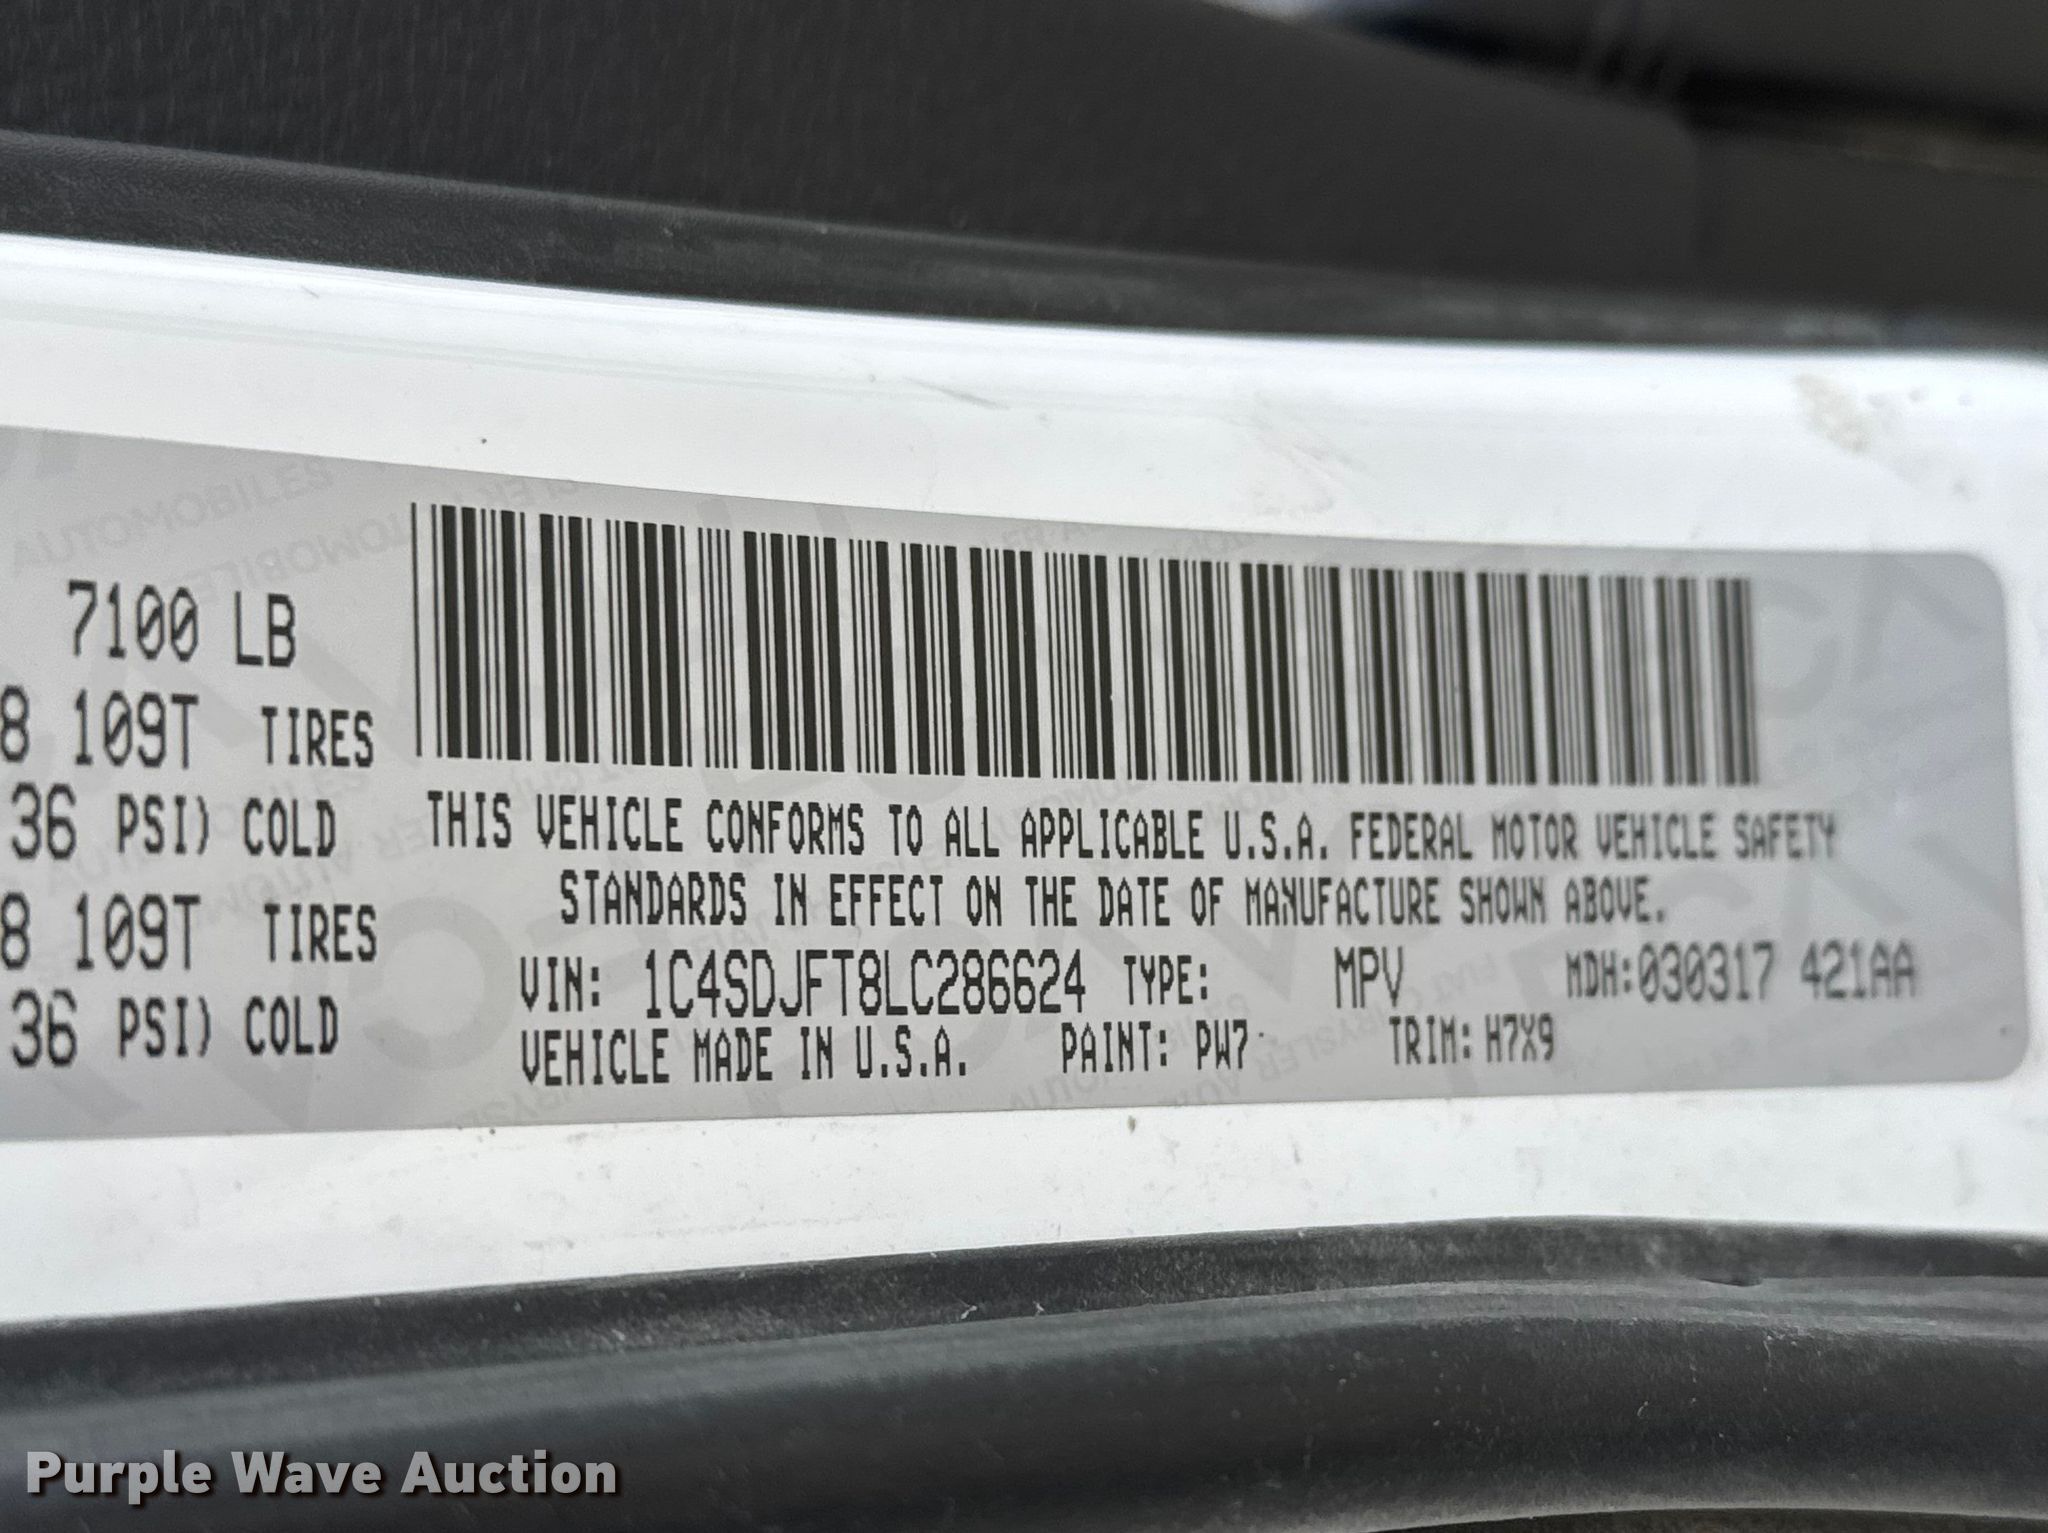 7100 LB
8 109T TIRES
36 PSI) COLD
8 109T TIRES
36 PSI) COLD
THIS VEHICLE CONFORMS TO ALL APPLICABLE U.S.A. FEDERAL MOTOR VEHICLE SAFETY
STANDARDS IN EFFECT ON THE DATE OF MANUFACTURE SHOWN ABOVE.
VIN: 1C4SDJFT8LC286624 TYPE: MPV MDH:030317 421AA
VEHICLE MADE IN U.S.A. PAINT: PW7 TRIM: H7X9
Purple Wave Auction